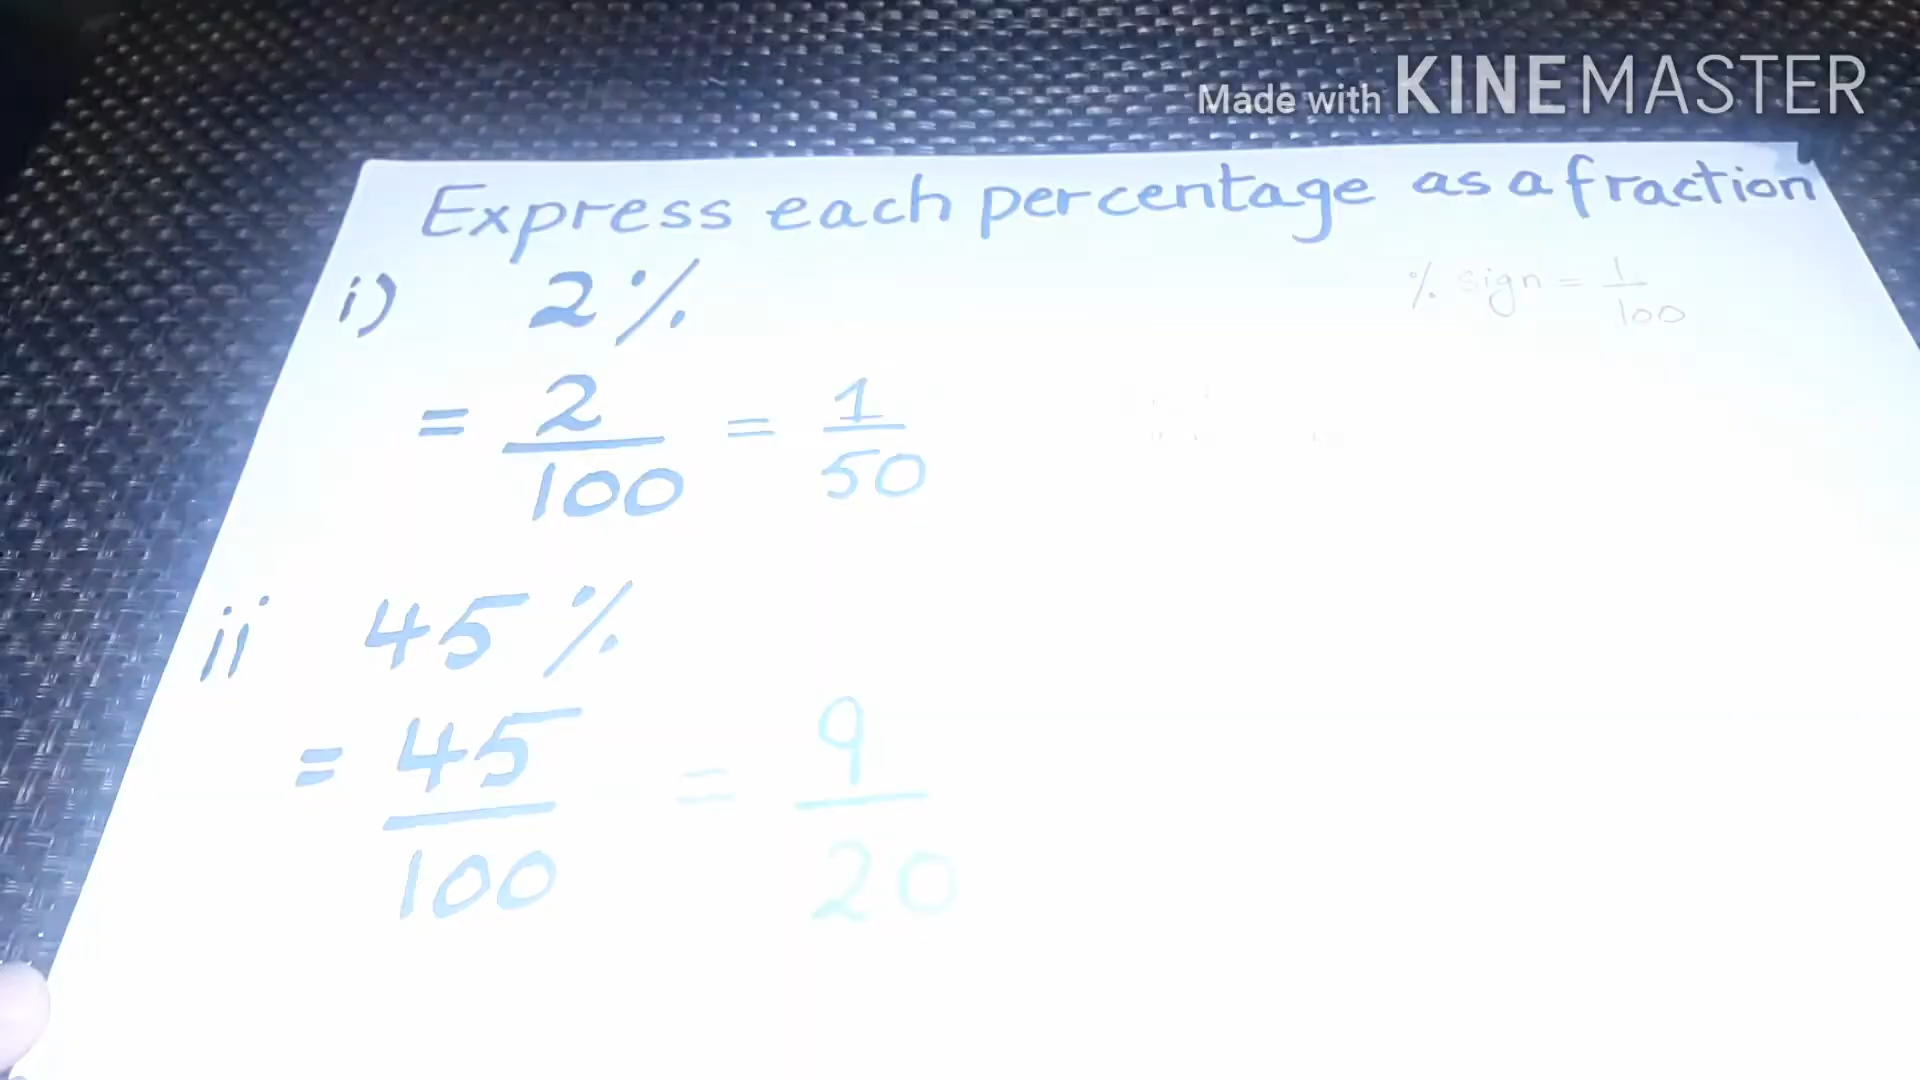 Made with KINEMASTER
Express each percentage as a fraction
% sign = 1/100
i) 2%
= 2/100 = 1/50
ii 45%
= 45/100 = 9/20